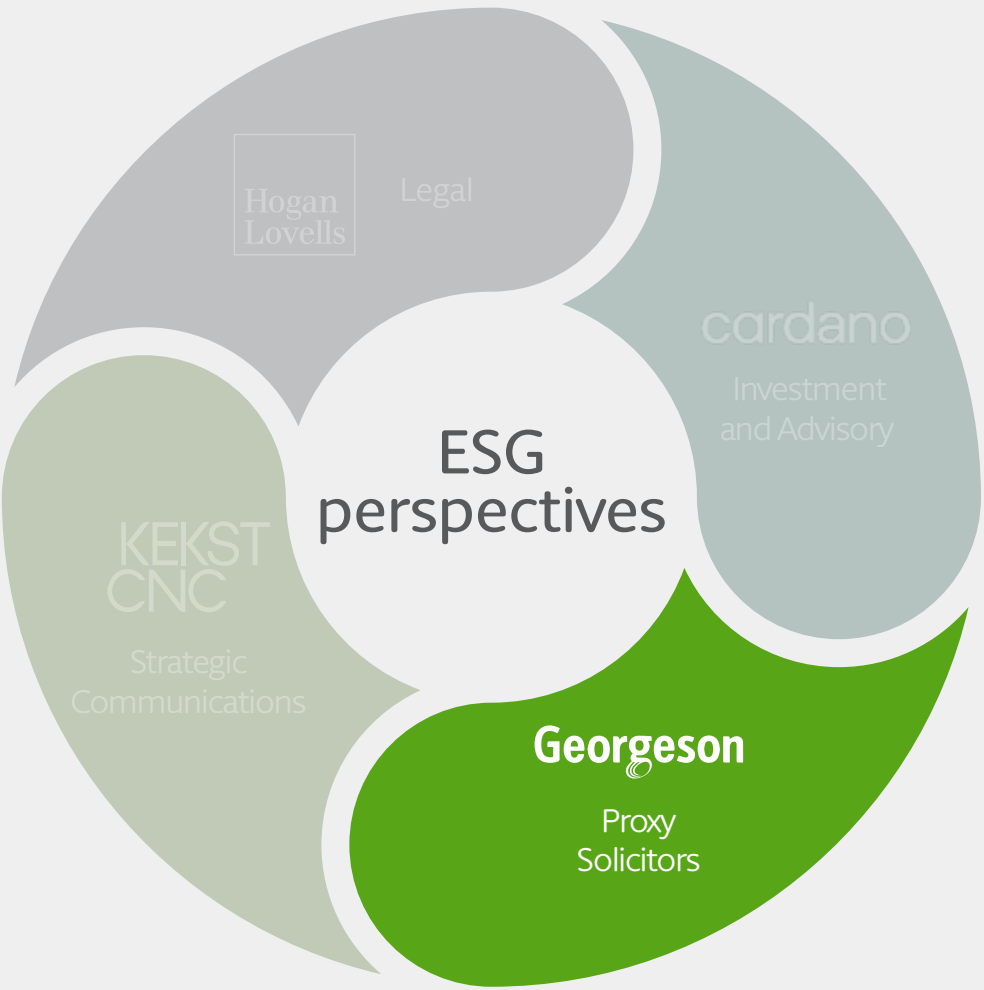 Hogan
Lovells
Legal
cardano
Investment
and Advisory
ESG
perspectives
KEKST
CNC
Strategic
Communications
Georgeson
Proxy
Solicitors